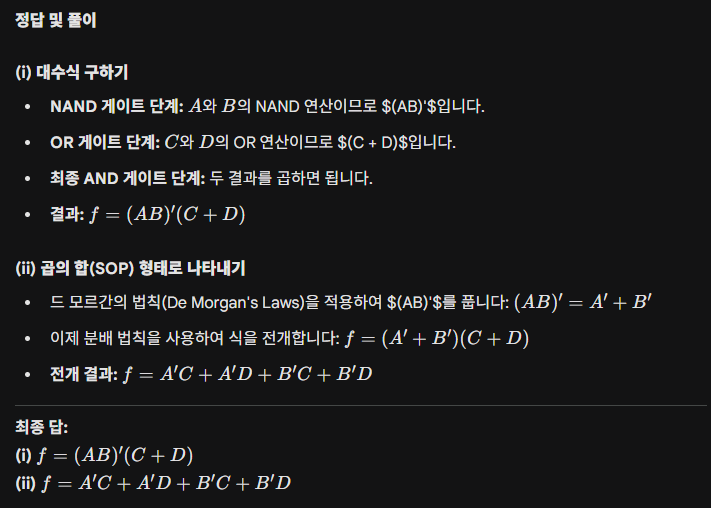 정답 및 풀이
(i) 대수식 구하기
• NAND 게이트 단계: A와 B의 NAND 연산이므로 $(AB)'$입니다.
• OR 게이트 단계: C와 D의 OR 연산이므로 $(C + D)$입니다.
• 최종 AND 게이트 단계: 두 결과를 곱하면 됩니다.
• 결과: f = (AB)′(C + D)
(ii) 곱의 합(SOP) 형태로 나타내기
• 드 모르간의 법칙(De Morgan's Laws)을 적용하여 $(AB)'$를 풉니다: (AB)′ = A′ + B′
• 이제 분배 법칙을 사용하여 식을 전개합니다: f = (A′ + B′)(C + D)
• 전개 결과: f = A′C + A′D + B′C + B′D
최종 답:
(i) f = (AB)′(C + D)
(ii) f = A′C + A′D + B′C + B′D